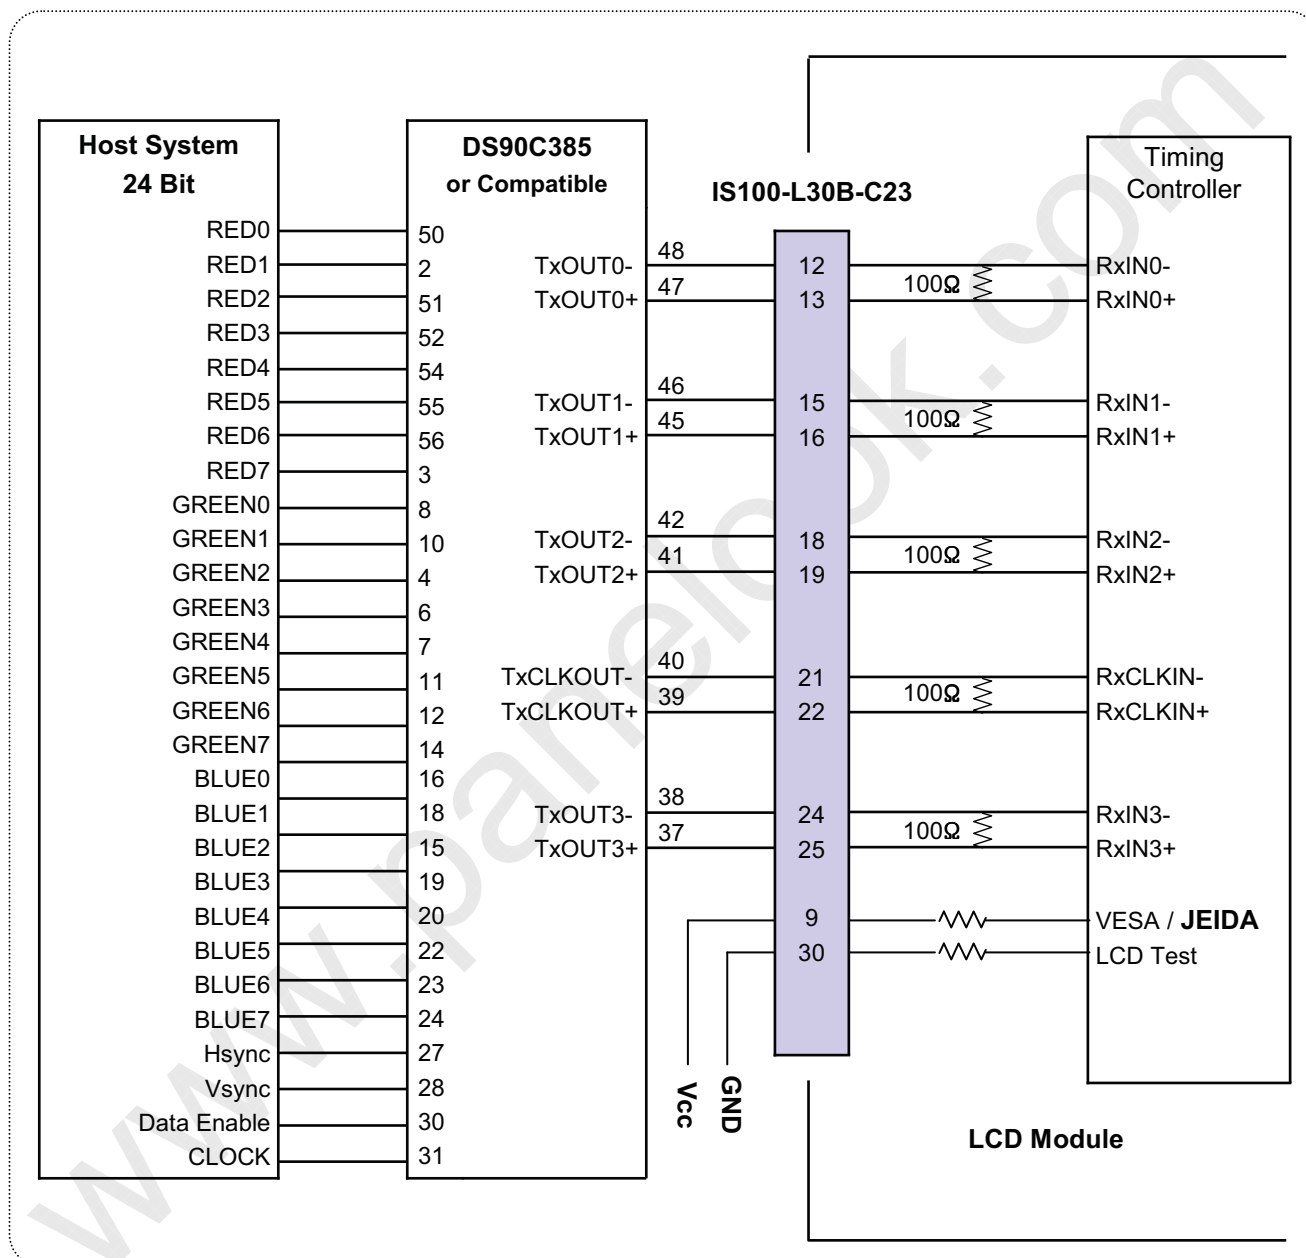 Host System
24 Bit
RED0
RED1
RED2
RED3
RED4
RED5
RED6
RED7
GREEN0
GREEN1
GREEN2
GREEN3
GREEN4
GREEN5
GREEN6
GREEN7
BLUE0
BLUE1
BLUE2
BLUE3
BLUE4
BLUE5
BLUE6
BLUE7
Hsync
Vsync
Data Enable
CLOCK
DS90C385
or Compatible
50
2
51
52
54
55
56
3
8
10
4
6
7
11
12
14
16
18
15
19
20
22
23
24
27
28
30
31
TxOUT0-
TxOUT0+
TxOUT1-
TxOUT1+
TxOUT2-
TxOUT2+
TxCLKOUT-
TxCLKOUT+
TxOUT3-
TxOUT3+
48
47
46
45
42
41
40
39
38
37
IS100-L30B-C23
12
13
15
16
18
19
21
22
24
25
9
30
Vcc
GND
100Ω
100Ω
100Ω
100Ω
100Ω
Timing
Controller
RxIN0-
RxIN0+
RxIN1-
RxIN1+
RxIN2-
RxIN2+
RxCLKIN-
RxCLKIN+
RxIN3-
RxIN3+
VESA / JEIDA
LCD Test
LCD Module
www.panelook.com